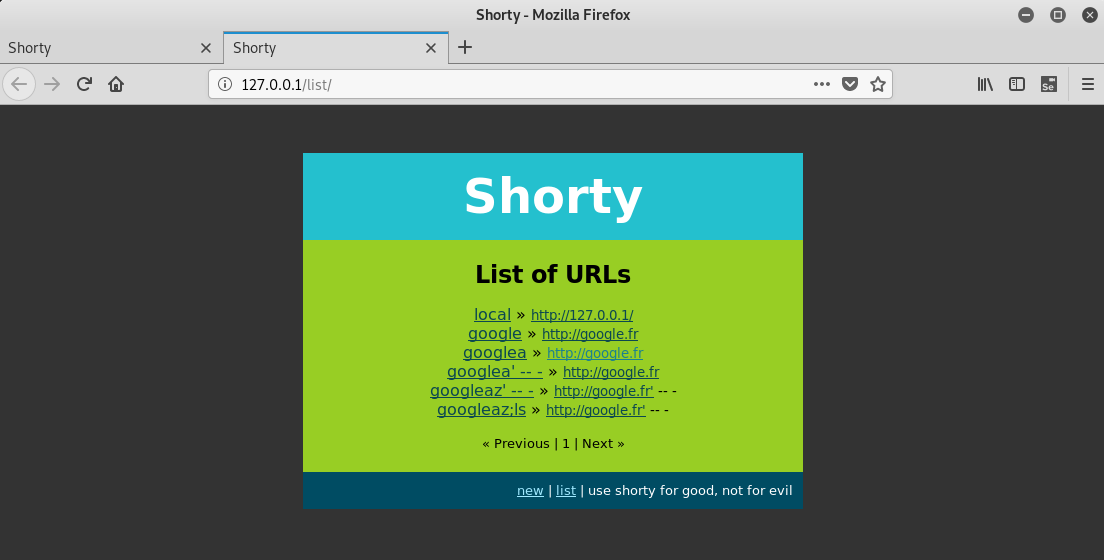 Shorty - Mozilla Firefox
Shorty
Shorty
127.0.0.1/list/
Se
Shorty
List of URLs
local » http://127.0.0.1/
google » http://google.fr
googlea » http://google.fr
googlea' -- - » http://google.fr
googleaz' -- - » http://google.fr' -- -
googleaz;ls » http://google.fr' -- -
« Previous | 1 | Next »
new | list | use shorty for good, not for evil